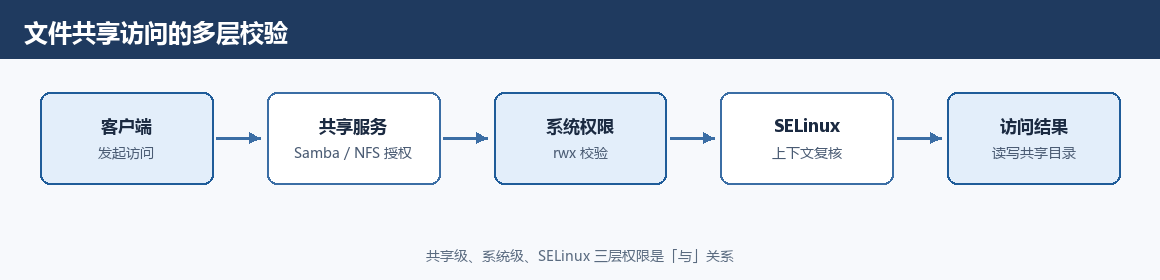 文件共享访问的多层校验
客户端
发起访问
共享服务
Samba / NFS 授权
系统权限
rwx 校验
SELinux
上下文复核
访问结果
读写共享目录
共享级、系统级、SELinux 三层权限是「与」关系